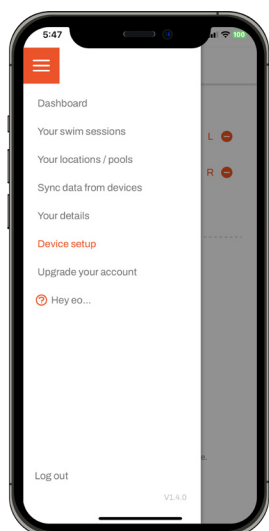 5:47
100
Dashboard
Your swim sessions
L
Your locations / pools
R
Sync data from devices
Your details
Device setup
Upgrade your account
Hey eo...
e.
Log out
V1.4.0